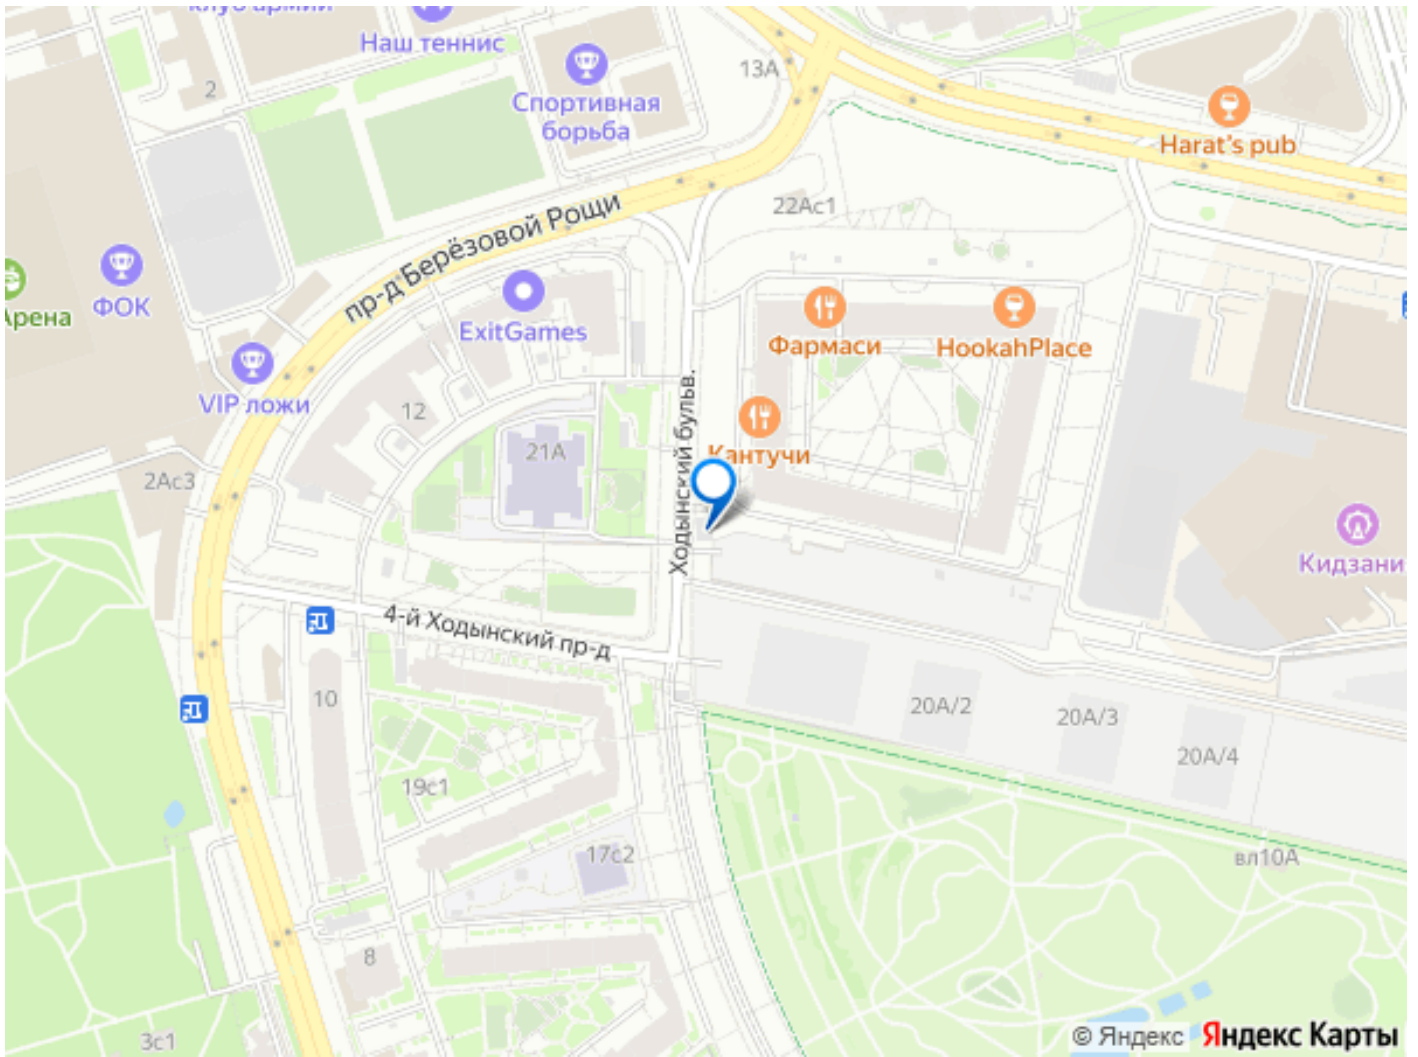 клуб армии
Наш теннис
13А
2
Спортивная
борьба
Harat's pub
22Ас1
пр-д Берёзовой Рощи
ФОК
Арена
ExitGames
Фармаси
HookahPlace
VIP ложи
12
Ходынский бульв.
Кантучи
21А
2Ас3
Кидзани
4-й Ходынский пр-д
10
20А/2
20А/3
20А/4
19с1
17с2
вл10А
8
3с1
© Яндекс Яндекс Карты